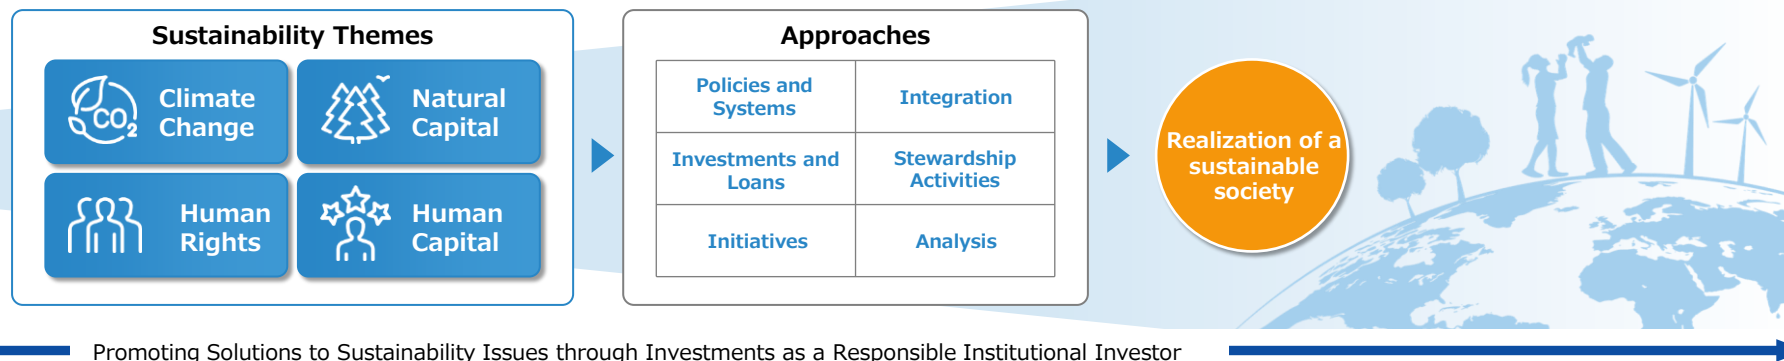 Sustainability Themes
Climate
Change
CO2
Natural
Capital
Human
Rights
Human
Capital
Approaches
Policies and
Systems
Integration
Investments and
Loans
Stewardship
Activities
Initiatives
Analysis
Realization of a
sustainable
society
Promoting Solutions to Sustainability Issues through Investments as a Responsible Institutional Investor